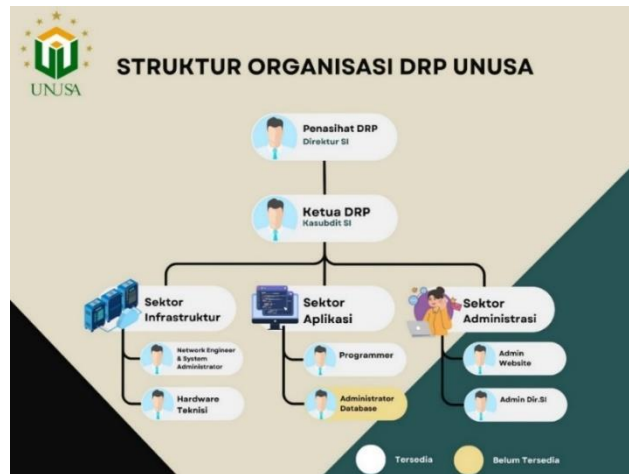 UNUSA
STRUKTUR ORGANISASI DRP UNUSA
Penasihat DRP
Direktur SI
Ketua DRP
Kasubdit SI
Sektor
Infrastruktur
Network Engineer
& System
Administrator
Hardware
Teknisi
Sektor
Aplikasi
Programmer
Administrator
Database
Sektor
Administrasi
Admin
Website
Admin Dir.SI
Tersedia
Belum Tersedia